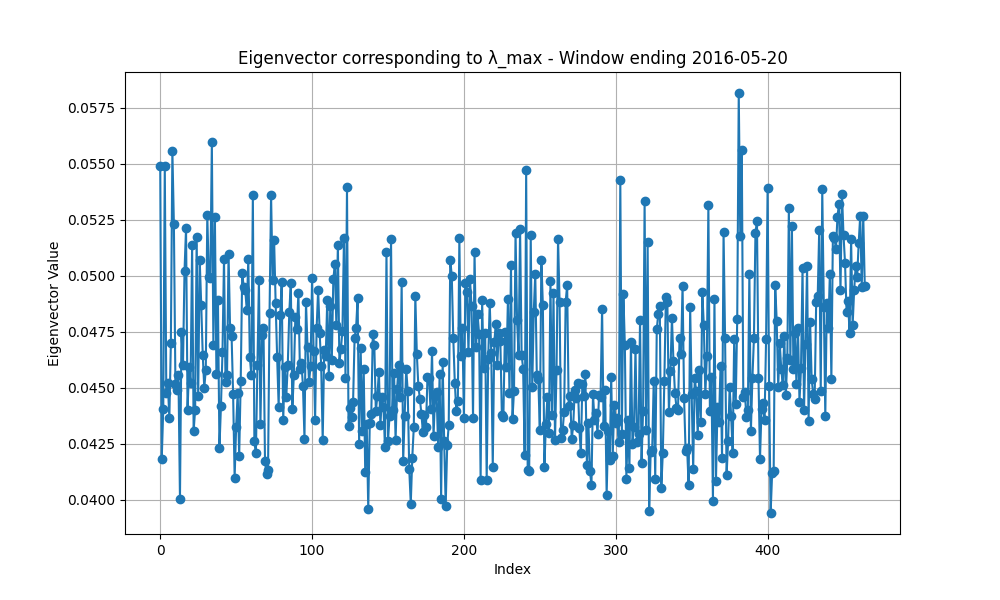 Eigenvector corresponding to λ_max - Window ending 2016-05-20
0.0575
0.0550
0.0525
0.0500
0.0475
0.0450
0.0425
0.0400
Eigenvector Value
0 100 200 300 400
Index